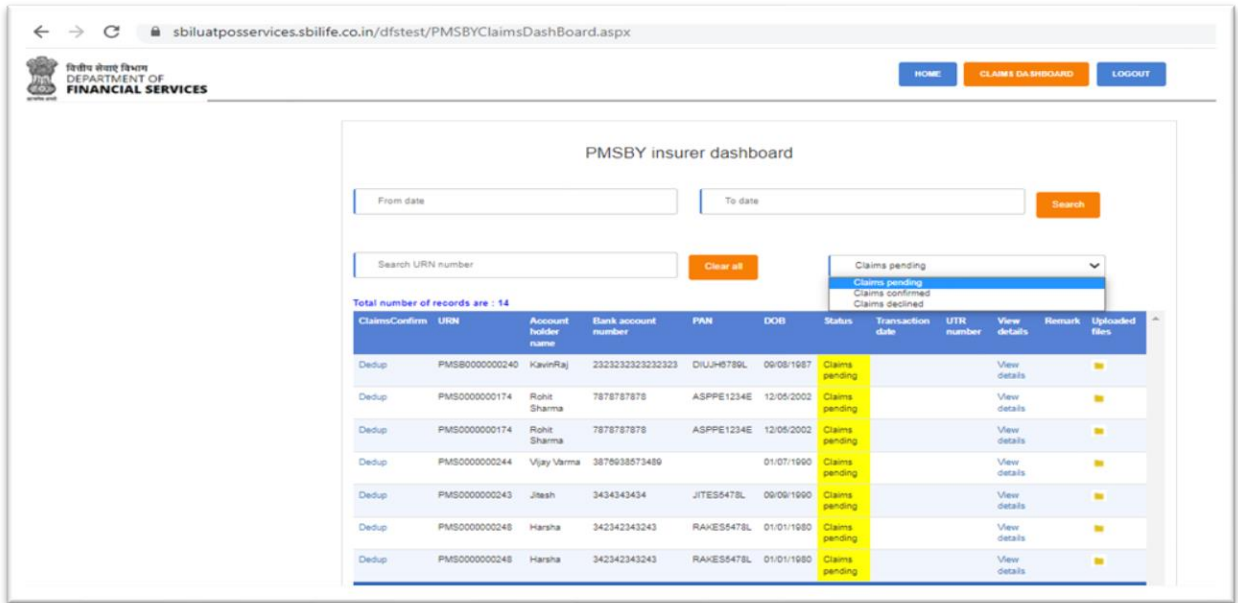 sbiluatposservices.sbilife.co.in/dfstest/PMSBYClaimsDashBoard.aspx
वित्तीय सेवाएं विभाग
DEPARTMENT OF
FINANCIAL SERVICES
HOME CLAIMS DASHBOARD LOGOUT
PMSBY insurer dashboard
From date To date Search
Search URN number Clear all Claims pending
Claims pending
Claims confirmed
Claims declined
Total number of records are : 14
ClaimsConfirm URN Account holder name Bank account number PAN DOB Status Transaction date UTR number View details Remark Uploaded files
Dedup PMSB0000000240 KavinRaj 2323232323232323 DIUJH6789L 09/08/1987 Claims pending View details
Dedup PMS0000000174 Rohit Sharma 7878787878 ASPPE1234E 12/05/2002 Claims pending View details
Dedup PMS0000000174 Rohit Sharma 7878787878 ASPPE1234E 12/05/2002 Claims pending View details
Dedup PMS0000000244 Vijay Varma 3876938573489 01/07/1990 Claims pending View details
Dedup PMS0000000243 Jitesh 3434343434 JITES5478L 09/09/1990 Claims pending View details
Dedup PMS0000000248 Harsha 342342343243 RAKES5478L 01/01/1980 Claims pending View details
Dedup PMS0000000248 Harsha 342342343243 RAKES5478L 01/01/1980 Claims pending View details